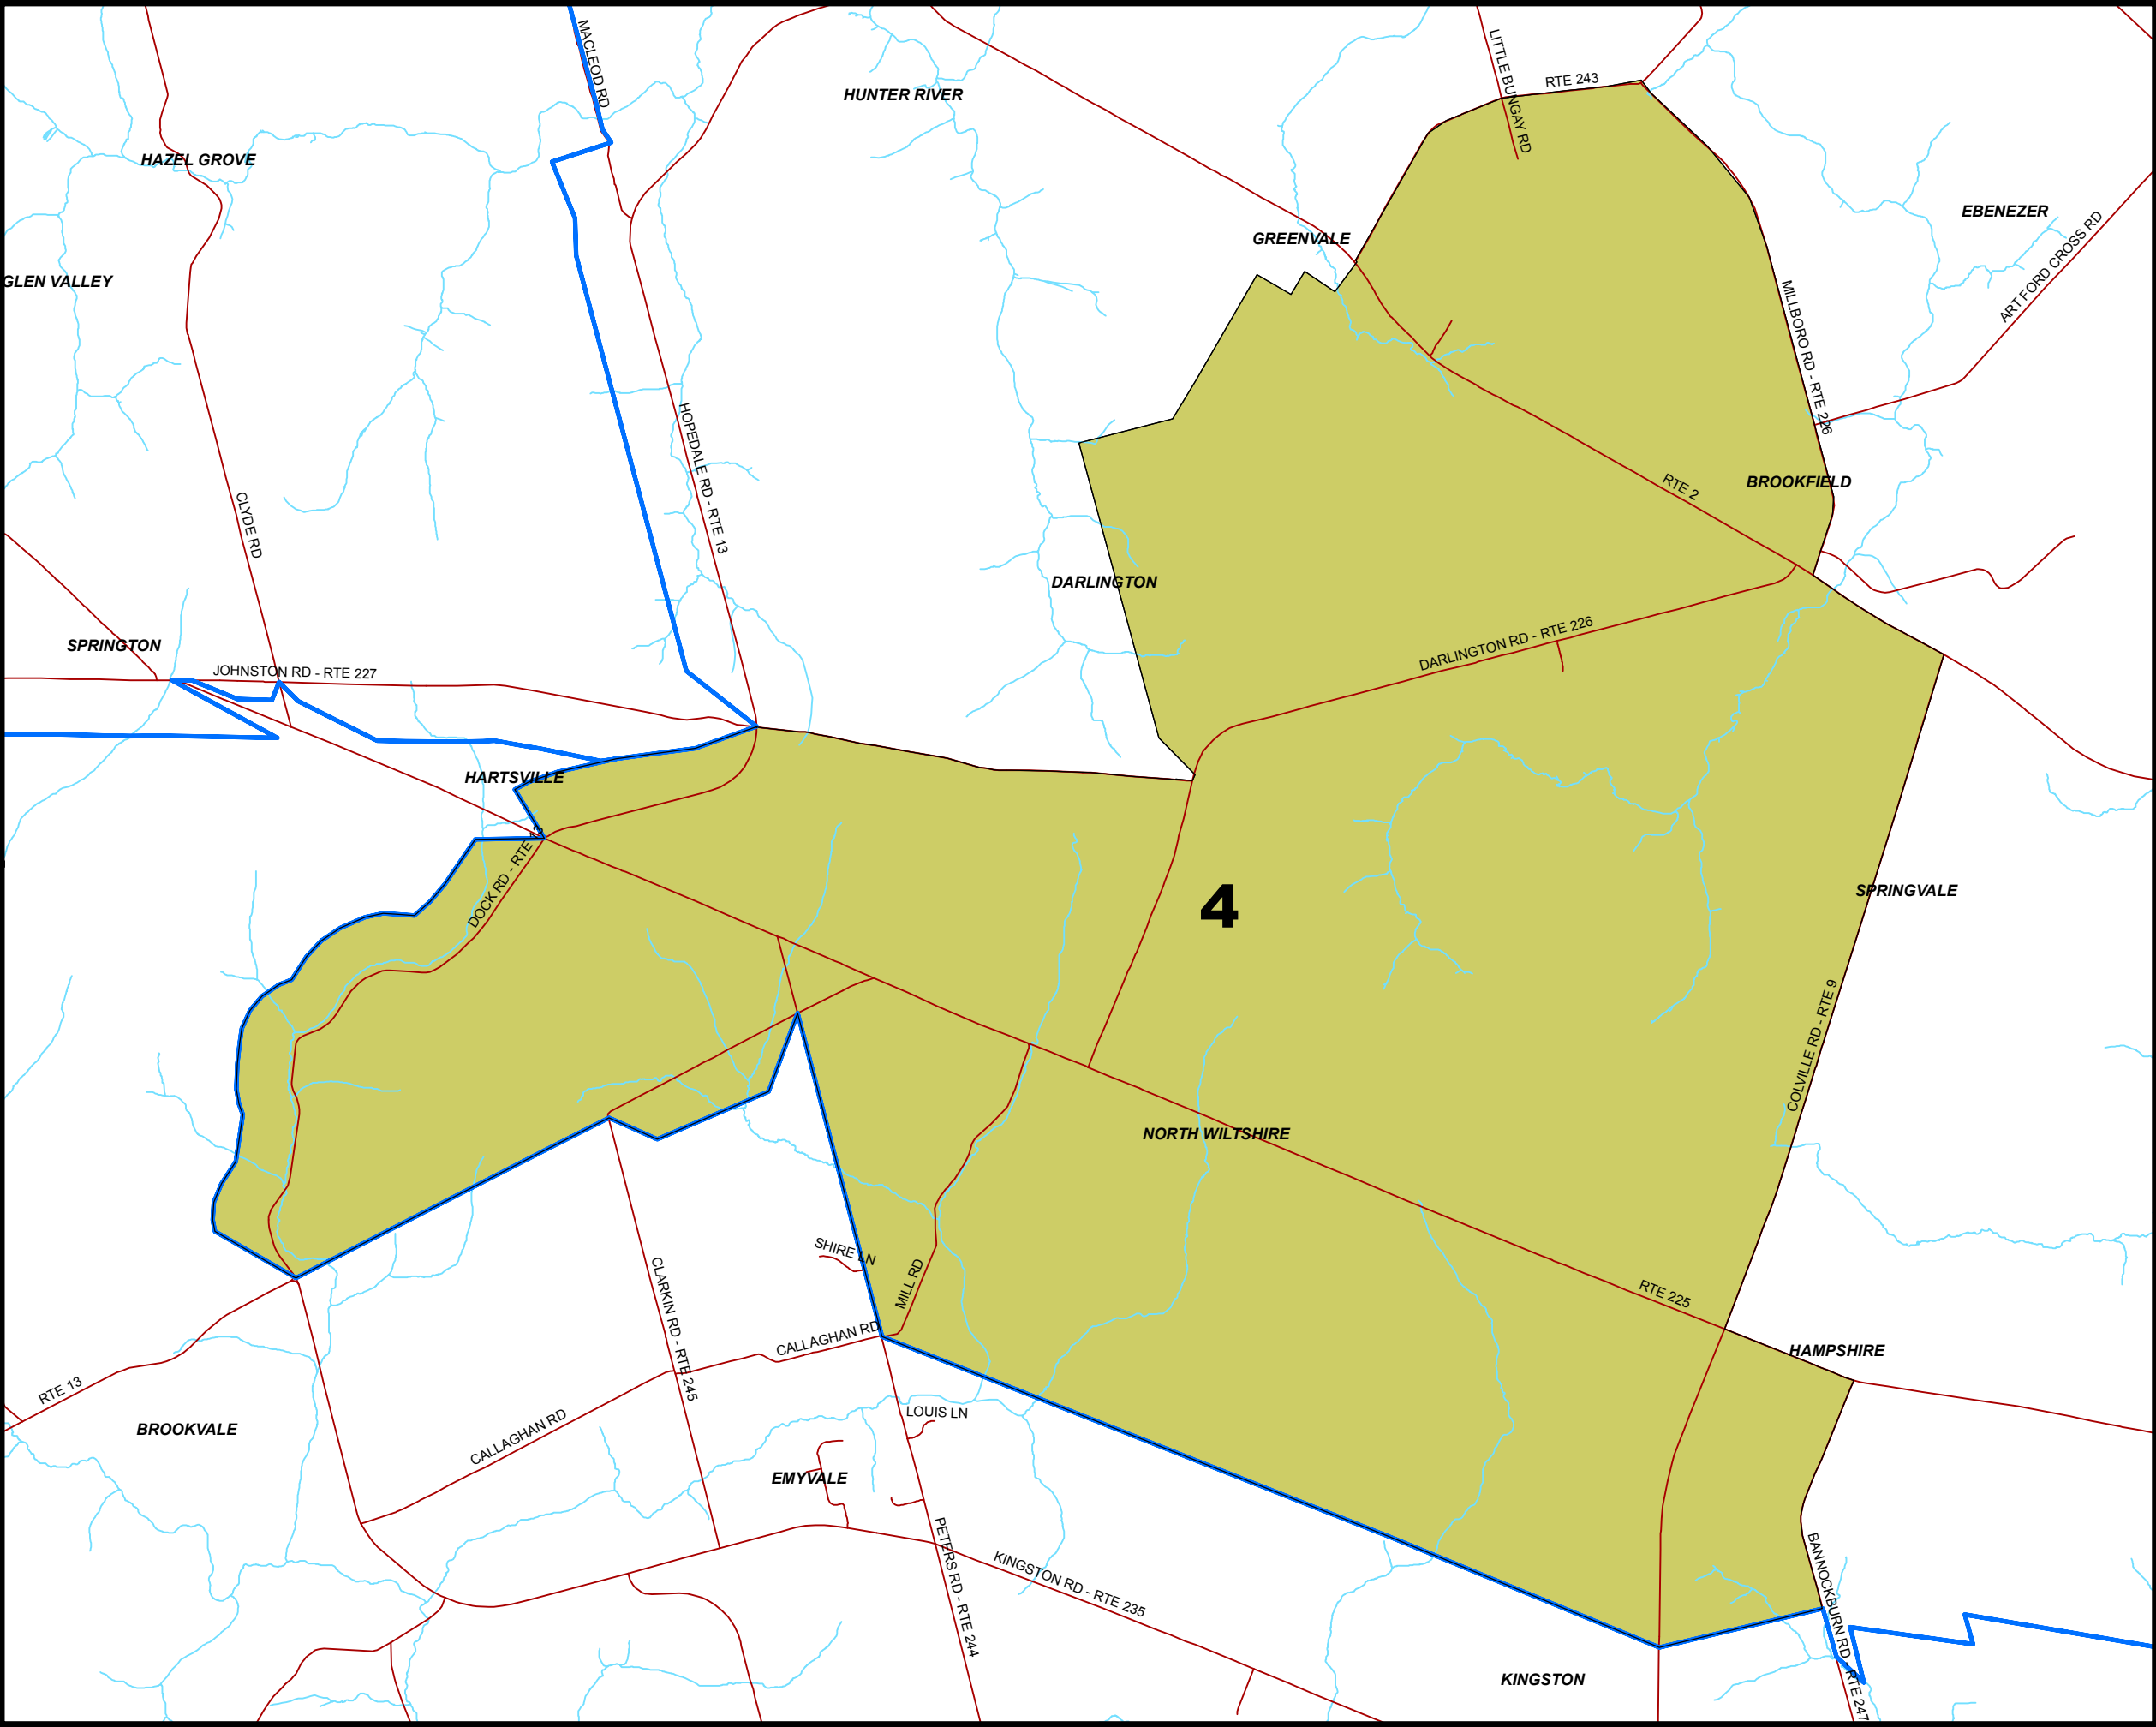 MACLEOD RD
LITTLE BUNGAY RD
RTE 243
HUNTER RIVER
HAZEL GROVE
EBENEZER
GREENVALE
ART FORD CROSS RD
GLEN VALLEY
MILLBORO RD - RTE 226
HOPEDALE RD - RTE 13
RTE 2
BROOKFIELD
CLYDE RD
DARLINGTON
DARLINGTON RD - RTE 226
SPRINGTON
JOHNSTON RD - RTE 227
HARTSVILLE
DOCK RD - RTE 13
4
SPRINGVALE
COLVILLE RD - RTE 9
NORTH WILTSHIRE
SHIRE LN
MILL RD
CLARKIN RD - RTE 245
RTE 225
CALLAGHAN RD
HAMPSHIRE
RTE 13
LOUIS LN
CALLAGHAN RD
BROOKVALE
EMYVALE
PETERS RD - RTE 244
KINGSTON RD - RTE 235
BANNOCKBURN RD - RTE 247
KINGSTON